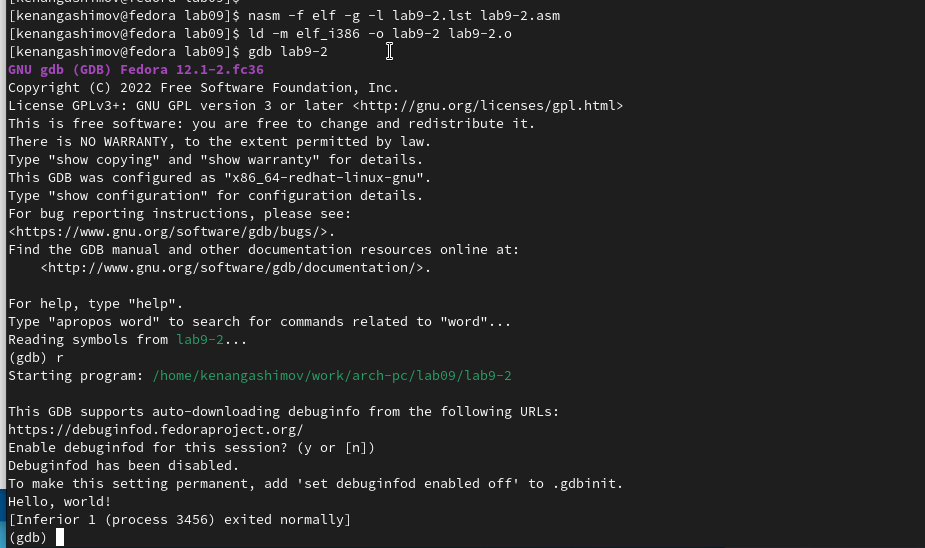 [kenangashimov@fedora lab09]$
[kenangashimov@fedora lab09]$ nasm -f elf -g -l lab9-2.lst lab9-2.asm
[kenangashimov@fedora lab09]$ ld -m elf_i386 -o lab9-2 lab9-2.o
[kenangashimov@fedora lab09]$ gdb lab9-2
GNU gdb (GDB) Fedora 12.1-2.fc36
Copyright (C) 2022 Free Software Foundation, Inc.
License GPLv3+: GNU GPL version 3 or later <http://gnu.org/licenses/gpl.html>
This is free software: you are free to change and redistribute it.
There is NO WARRANTY, to the extent permitted by law.
Type "show copying" and "show warranty" for details.
This GDB was configured as "x86_64-redhat-linux-gnu".
Type "show configuration" for configuration details.
For bug reporting instructions, please see:
<https://www.gnu.org/software/gdb/bugs/>.
Find the GDB manual and other documentation resources online at:
    <http://www.gnu.org/software/gdb/documentation/>.

For help, type "help".
Type "apropos word" to search for commands related to "word"...
Reading symbols from lab9-2...
(gdb) r
Starting program: /home/kenangashimov/work/arch-pc/lab09/lab9-2

This GDB supports auto-downloading debuginfo from the following URLs:
https://debuginfod.fedoraproject.org/
Enable debuginfod for this session? (y or [n])
Debuginfod has been disabled.
To make this setting permanent, add 'set debuginfod enabled off' to .gdbinit.
Hello, world!
[Inferior 1 (process 3456) exited normally]
(gdb)